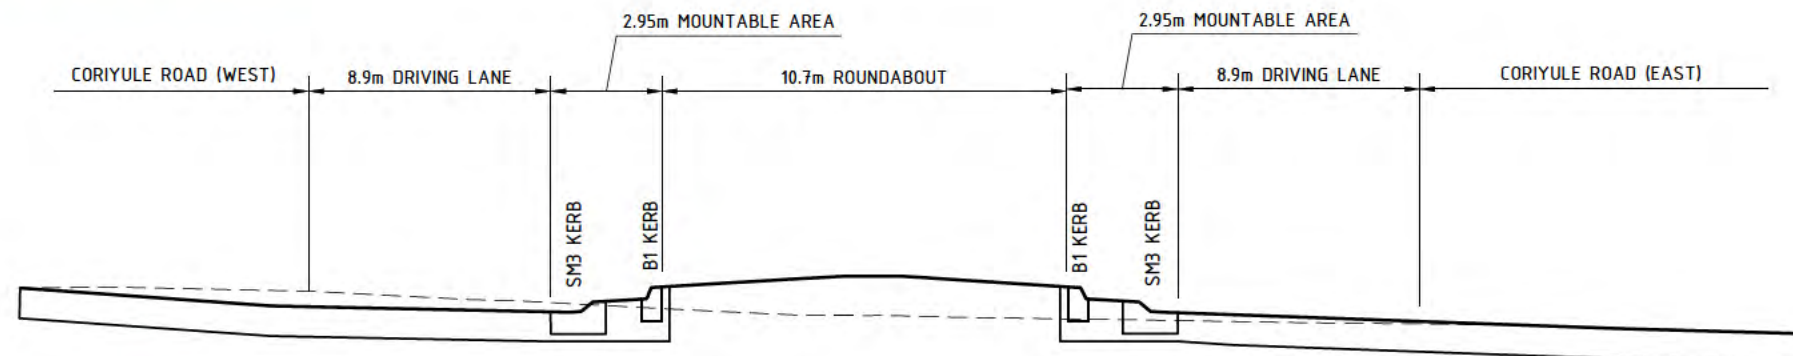 2.95m MOUNTABLE AREA
2.95m MOUNTABLE AREA
CORIYULE ROAD (WEST)
8.9m DRIVING LANE
10.7m ROUNDABOUT
8.9m DRIVING LANE
CORIYULE ROAD (EAST)
SM3 KERB
B1 KERB
B1 KERB
SM3 KERB